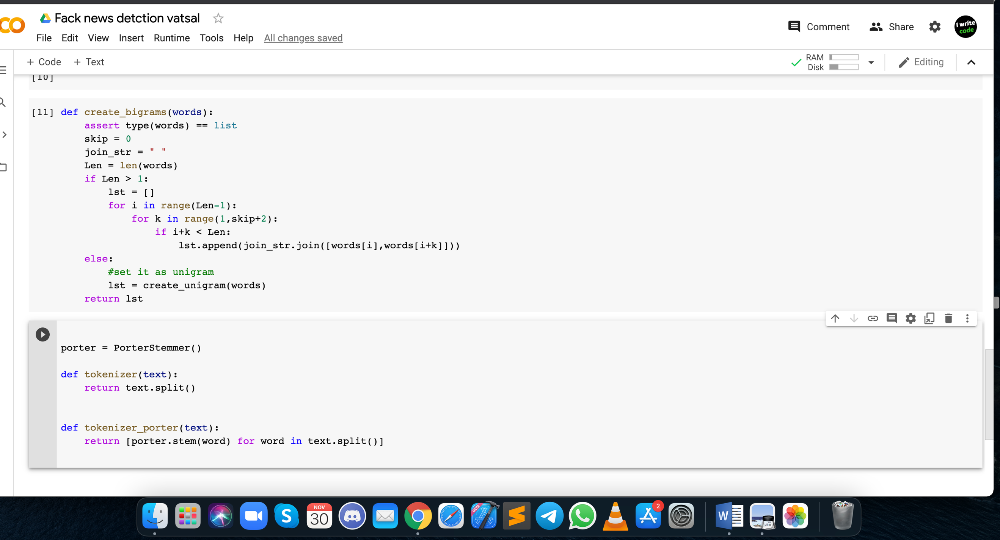 Fack news detction vatsal
Comment
Share
I write
code
File Edit View Insert Runtime Tools Help All changes saved
+ Code + Text
RAM
Disk
Editing
[10]
[11] def create_bigrams(words):
    assert type(words) == list
    skip = 0
    join_str = " "
    Len = len(words)
    if Len > 1:
        lst = []
        for i in range(Len-1):
            for k in range(1,skip+2):
                if i+k < Len:
                    lst.append(join_str.join([words[i],words[i+k]]))
    else:
        #set it as unigram
        lst = create_unigram(words)
    return lst
porter = PorterStemmer()
def tokenizer(text):
    return text.split()
def tokenizer_porter(text):
    return [porter.stem(word) for word in text.split()]
NOV
30
BETA
2
S
W